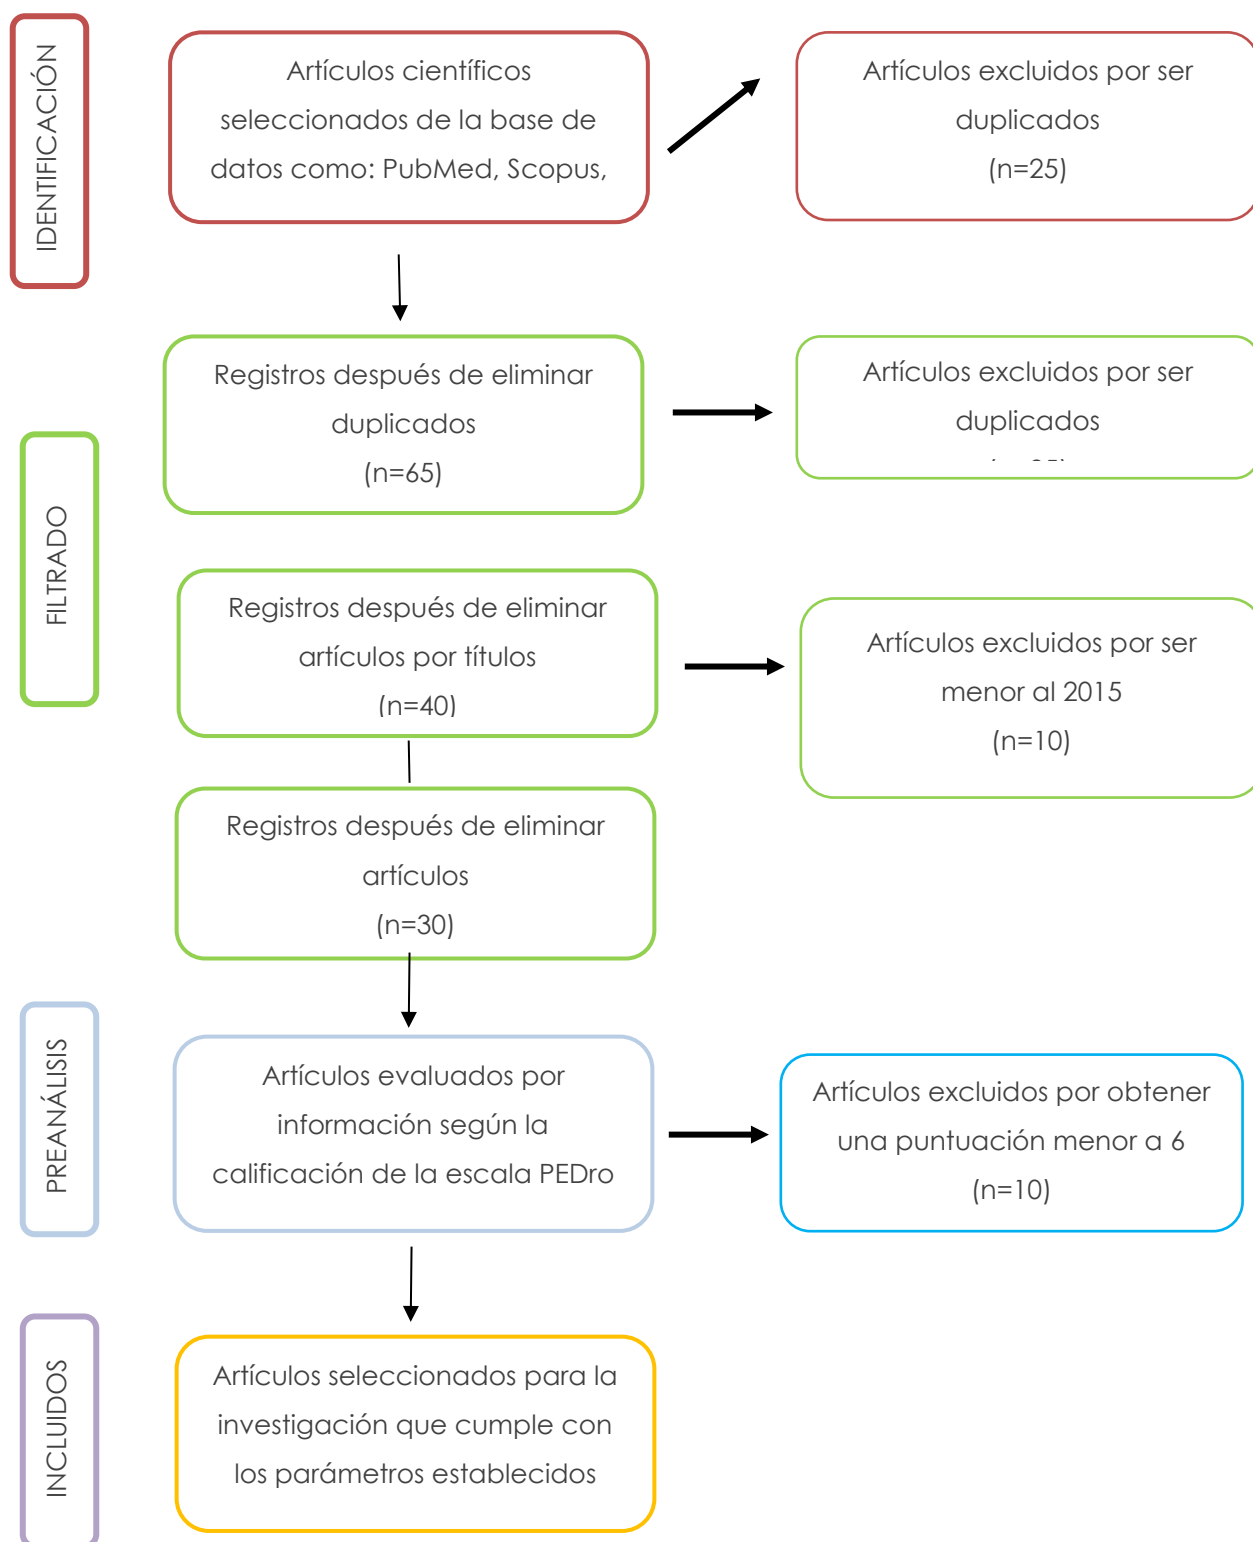 IDENTIFICACIÓN
Artículos científicos
seleccionados de la base de
datos como: PubMed, Scopus,
Artículos excluidos por ser
duplicados
(n=25)
FILTRADO
Registros después de eliminar
duplicados
(n=65)
Artículos excluidos por ser
duplicados
Registros después de eliminar
artículos por títulos
(n=40)
Artículos excluidos por ser
menor al 2015
(n=10)
Registros después de eliminar
artículos
(n=30)
PREANÁLISIS
Artículos evaluados por
información según la
calificación de la escala PEDro
Artículos excluidos por obtener
una puntuación menor a 6
(n=10)
INCLUIDOS
Artículos seleccionados para la
investigación que cumple con
los parámetros establecidos